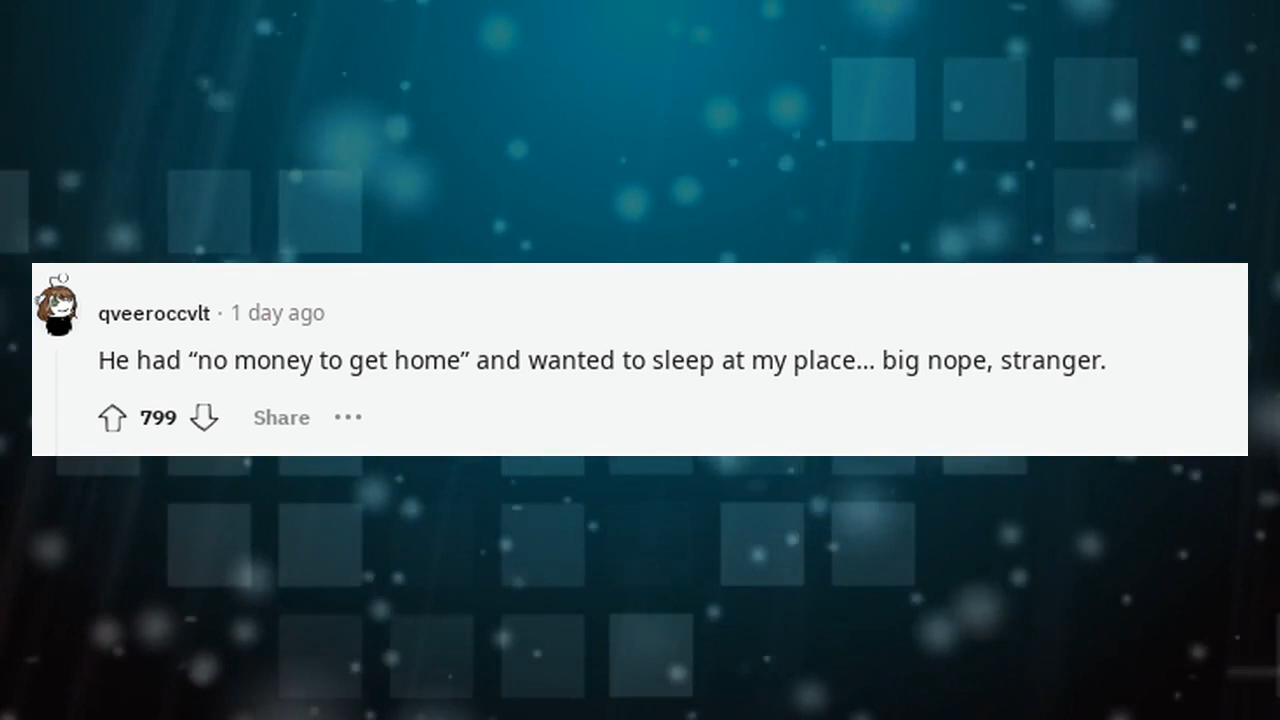 qveeroccvlt · 1 day ago
He had “no money to get home” and wanted to sleep at my place... big nope, stranger.
799 Share •••